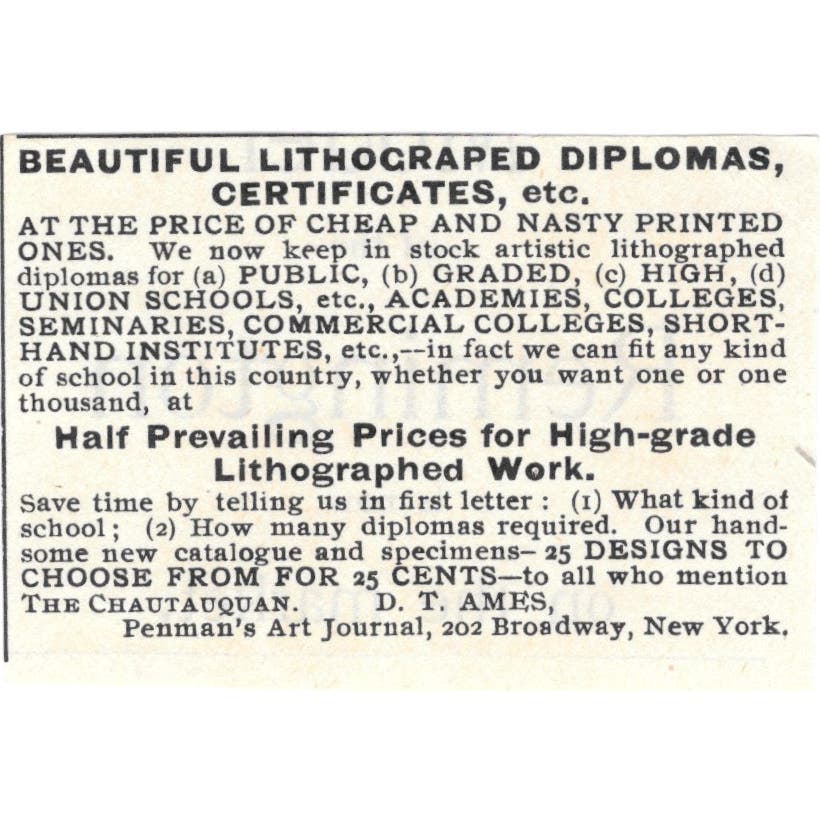 BEAUTIFUL LITHOGRAPED DIPLOMAS,
CERTIFICATES, etc.
AT THE PRICE OF CHEAP AND NASTY PRINTED
ONES. We now keep in stock artistic lithographed
diplomas for (a) PUBLIC, (b) GRADED, (c) HIGH, (d)
UNION SCHOOLS, etc., ACADEMIES, COLLEGES,
SEMINARIES, COMMERCIAL COLLEGES, SHORT-
HAND INSTITUTES, etc.,--in fact we can fit any kind
of school in this country, whether you want one or one
thousand, at
Half Prevailing Prices for High-grade
Lithographed Work.
Save time by telling us in first letter : (1) What kind of
school ; (2) How many diplomas required. Our hand-
some new catalogue and specimens– 25 DESIGNS TO
CHOOSE FROM FOR 25 CENTS—to all who mention
THE CHAUTAUQUAN. D. T. AMES,
Penman's Art Journal, 202 Broadway, New York.